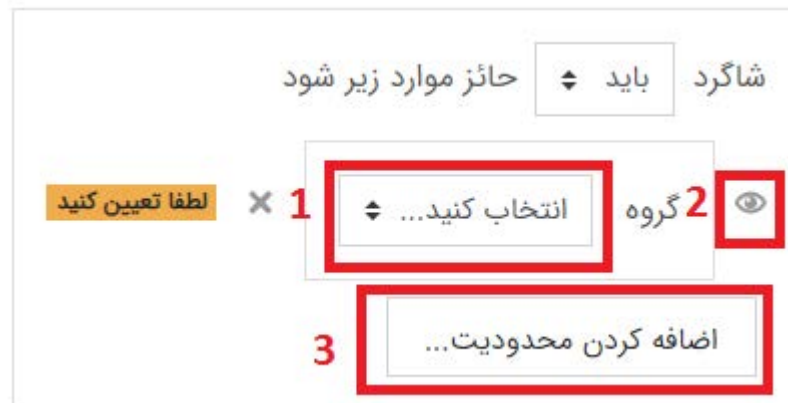 شاگرد باید حائز موارد زیر شود
2 گروه انتخاب کنید... 1 لطفا تعیین کنید
اضافه کردن محدودیت... 3